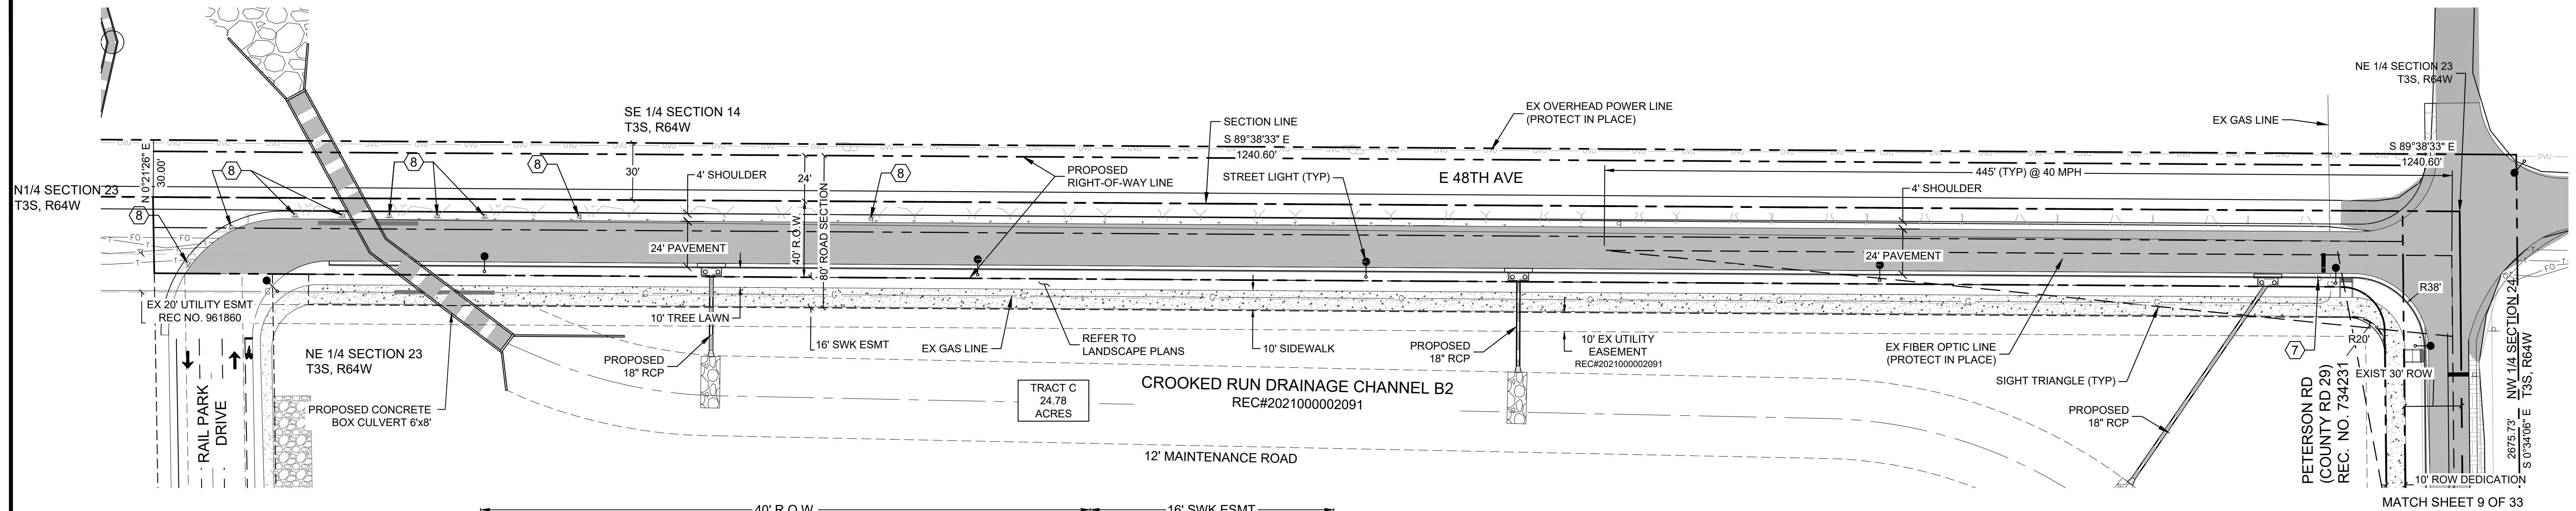 NE 1/4 SECTION 23
T3S, R64W
SE 1/4 SECTION 14
T3S, R64W
EX OVERHEAD POWER LINE
(PROTECT IN PLACE)
SECTION LINE
EX GAS LINE
S 89°38'33" E
1240.60'
S 89°38'33" E
1240.60'
OVU
N 0°21'26" E
30.00'
8
8
8
8
8
30'
24'
4' SHOULDER
PROPOSED
RIGHT-OF-WAY LINE
STREET LIGHT (TYP)
E 48TH AVE
445' (TYP) @ 40 MPH
4' SHOULDER
N1/4 SECTION 23
T3S, R64W
40' R.O.W.
80' ROAD SECTION
24' PAVEMENT
24' PAVEMENT
FO
FO
EX 20' UTILITY ESMT
REC NO. 961860
R38'
10' TREE LAWN
16' SWK ESMT
EX GAS LINE
REFER TO
LANDSCAPE PLANS
10' SIDEWALK
PROPOSED
18" RCP
PROPOSED
18" RCP
10' EX UTILITY
EASEMENT
REC#2021000002091
EX FIBER OPTIC LINE
(PROTECT IN PLACE)
7
R20'
EXIST 30' ROW
SIGHT TRIANGLE (TYP)
NE 1/4 SECTION 23
T3S, R64W
RAIL PARK
DRIVE
PROPOSED CONCRETE
BOX CULVERT 6'x8'
TRACT C
24.78
ACRES
CROOKED RUN DRAINAGE CHANNEL B2
REC#2021000002091
PROPOSED
18" RCP
PETERSON RD
(COUNTY RD 29)
REC. NO. 734231
2675.73' NW 1/4 SECTION 24
S 0°34'06" E T3S, R64W
12' MAINTENANCE ROAD
10' ROW DEDICATION
MATCH SHEET 9 OF 33
40' R.O.W.
16' SWK ESMT